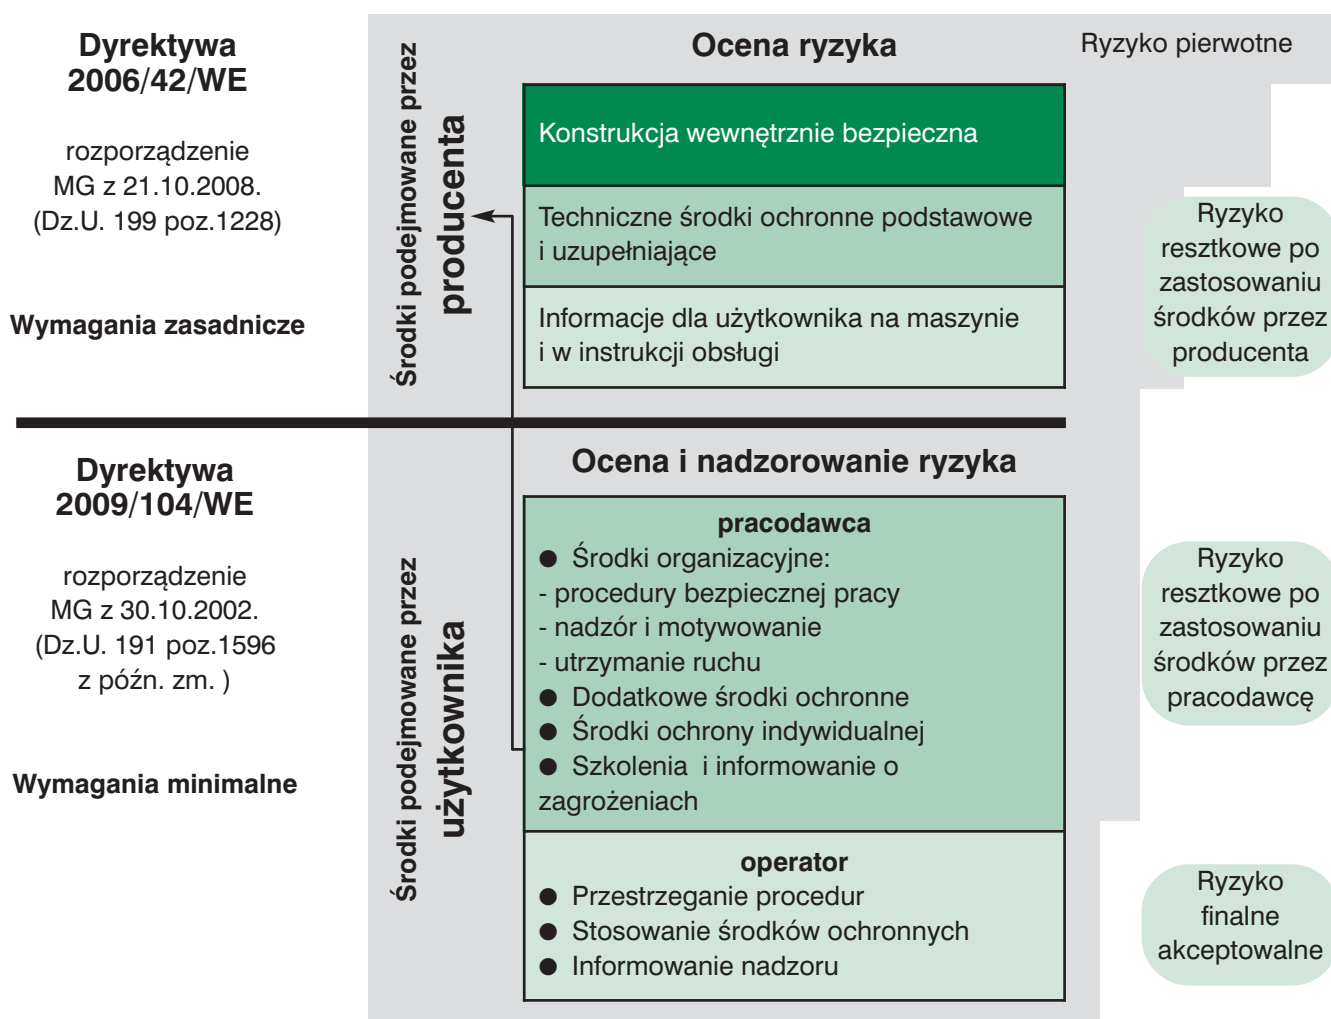 Dyrektywa
2006/42/WE
rozporządzenie
MG z 21.10.2008.
(Dz.U. 199 poz.1228)
Wymagania zasadnicze
Środki podejmowane przez
producenta
Ocena ryzyka
Konstrukcja wewnętrznie bezpieczna
Techniczne środki ochronne podstawowe
i uzupełniające
Informacje dla użytkownika na maszynie
i w instrukcji obsługi
Ryzyko pierwotne
Ryzyko
resztkowe po
zastosowaniu
środków przez
producenta
Dyrektywa
2009/104/WE
rozporządzenie
MG z 30.10.2002.
(Dz.U. 191 poz.1596
z późn. zm. )
Wymagania minimalne
Środki podejmowane przez
użytkownika
Ocena i nadzorowanie ryzyka
pracodawca
● Środki organizacyjne:
- procedury bezpiecznej pracy
- nadzór i motywowanie
- utrzymanie ruchu
● Dodatkowe środki ochronne
● Środki ochrony indywidualnej
● Szkolenia i informowanie o
zagrożeniach
operator
● Przestrzeganie procedur
● Stosowanie środków ochronnych
● Informowanie nadzoru
Ryzyko
resztkowe po
zastosowaniu
środków przez
pracodawcę
Ryzyko
finalne
akceptowalne